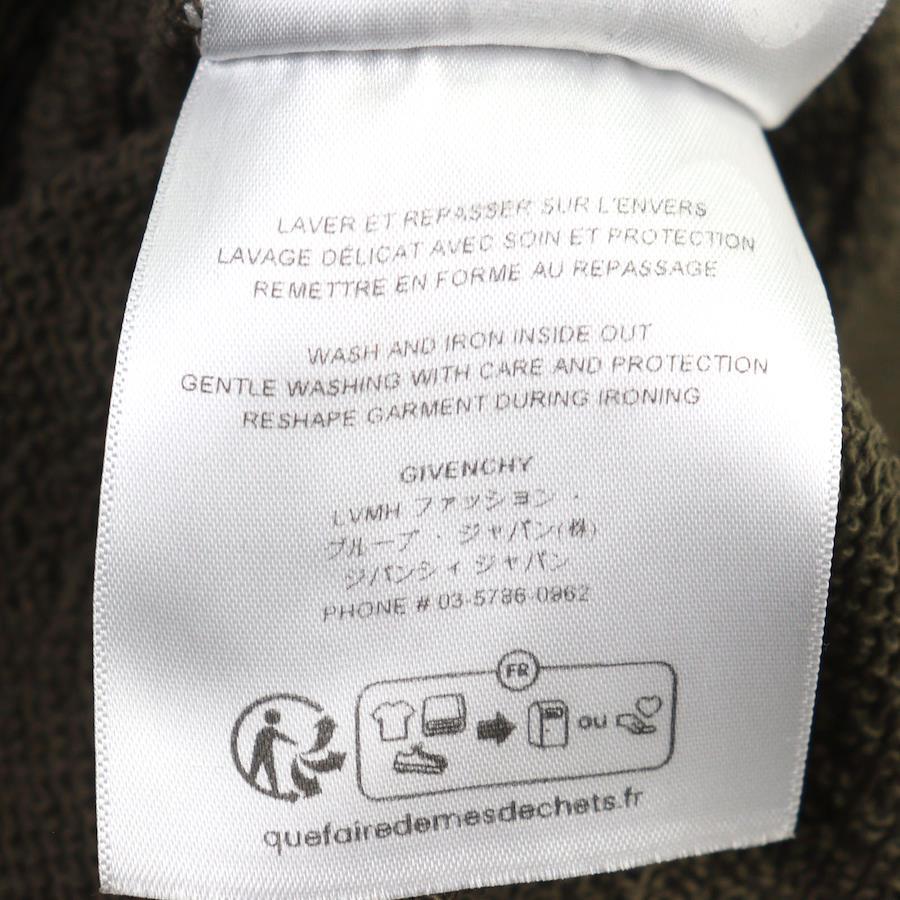 LAVER ET REPASSER SUR L'ENVERS
LAVAGE DÉLICAT AVEC SOIN ET PROTECTION
REMETTRE EN FORME AU REPASSAGE
WASH AND IRON INSIDE OUT
GENTLE WASHING WITH CARE AND PROTECTION
RESHAPE GARMENT DURING IRONING
GIVENCHY
LVMH ファッション ・
ブループ ・ ジャパン(株)
ジバンシィ ジャパン
PHONE # 03-5786-0962
FR
OU
quefairedemesdechets.fr